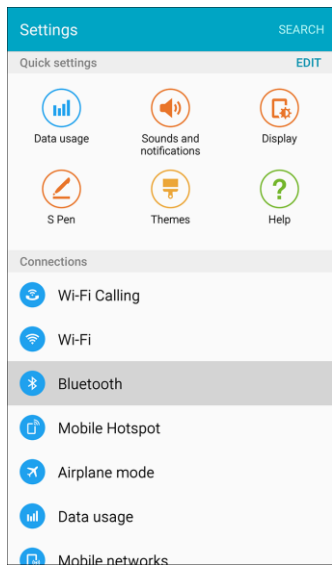 Settings SEARCH
Quick settings EDIT
Data usage Sounds and notifications Display
S Pen Themes Help
Connections
Wi-Fi Calling
Wi-Fi
Bluetooth
Mobile Hotspot
Airplane mode
Data usage
Mobile networks